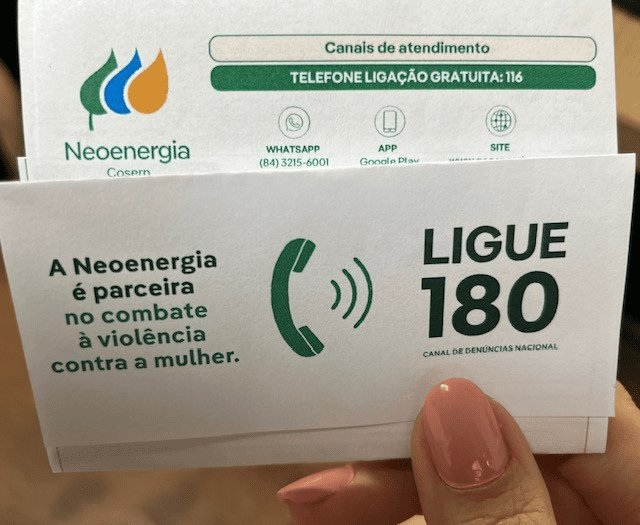 Canais de atendimento
TELEFONE LIGAÇÃO GRATUITA: 116
Neoenergia
Cosern
WHATSAPP
(84) 3215-6001
APP
Google Play
SITE
A Neoenergia
é parceira
no combate
à violência
contra a mulher.
LIGUE
180
CANAL DE DENÚNCIAS NACIONAL